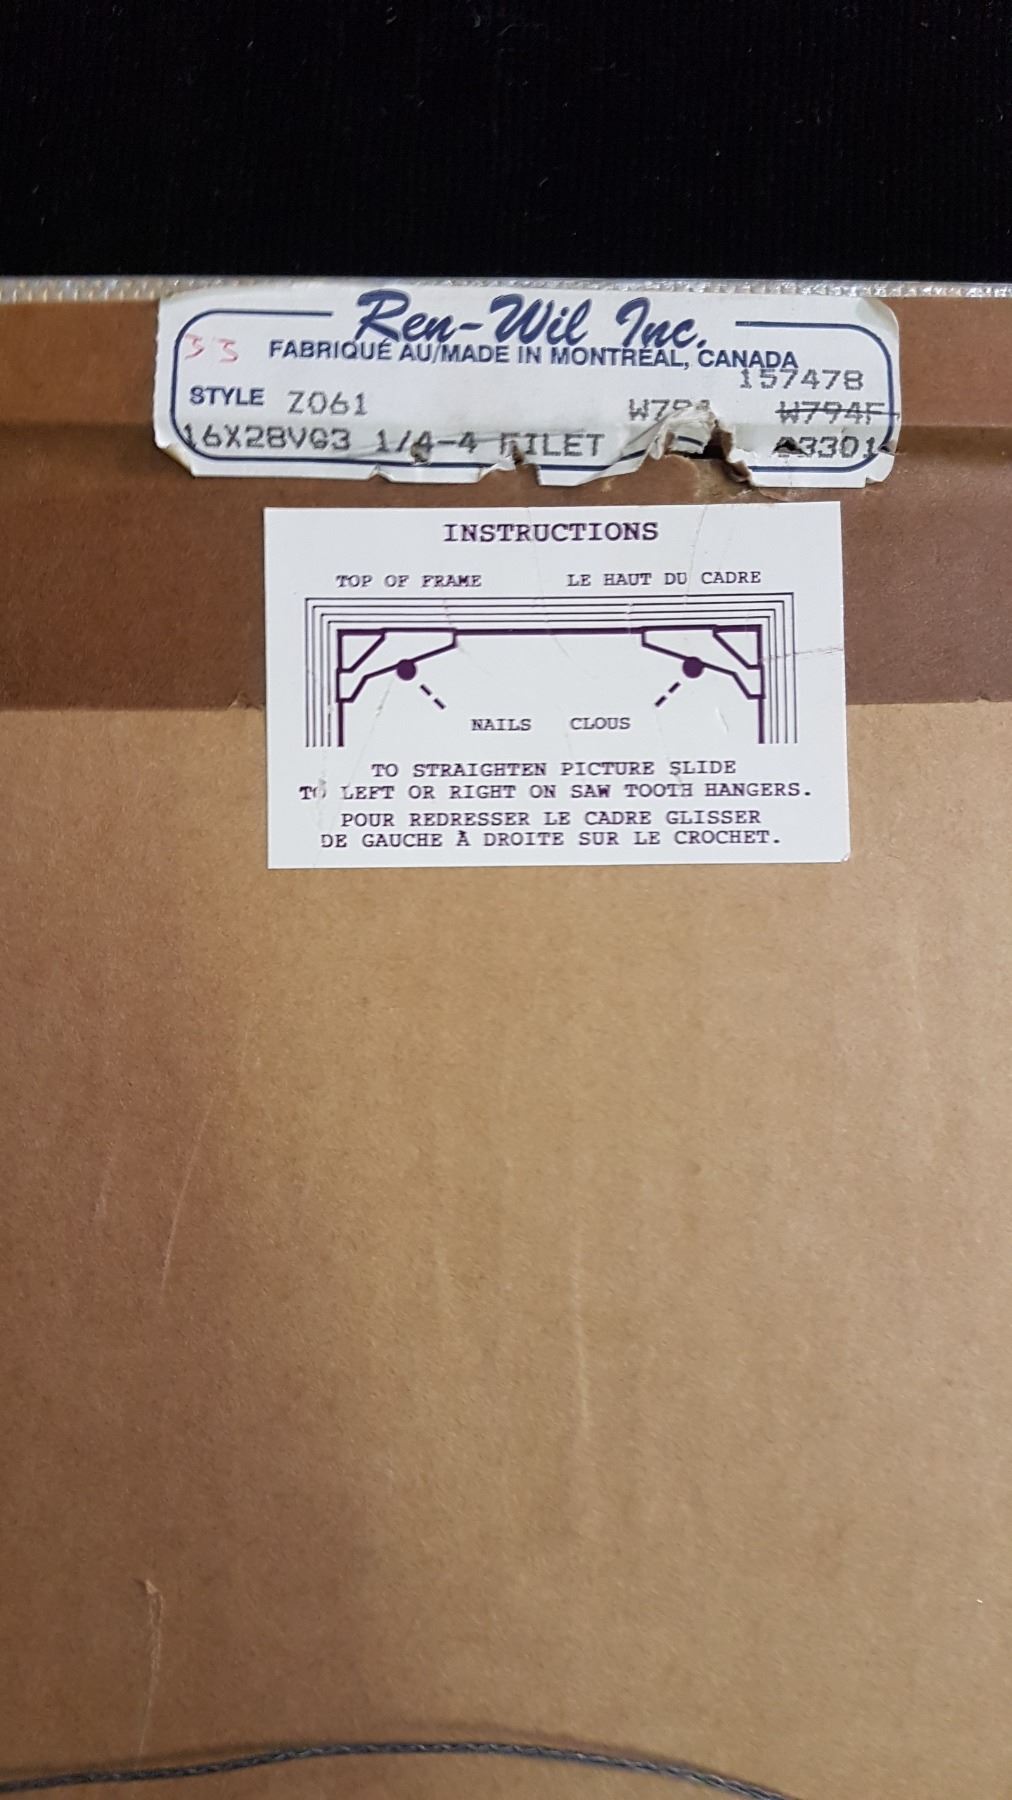 Ren-Wil Inc.
33 FABRIQUÉ AU/MADE IN MONTRÉAL, CANADA
157478
STYLE Z061 W794F
16X28VG3 1/4-4 FILET 3301
INSTRUCTIONS
TOP OF FRAME LE HAUT DU CADRE
NAILS CLOUS
TO STRAIGHTEN PICTURE SLIDE
TO LEFT OR RIGHT ON SAW TOOTH HANGERS.
POUR REDRESSER LE CADRE GLISSER
DE GAUCHE À DROITE SUR LE CROCHET.